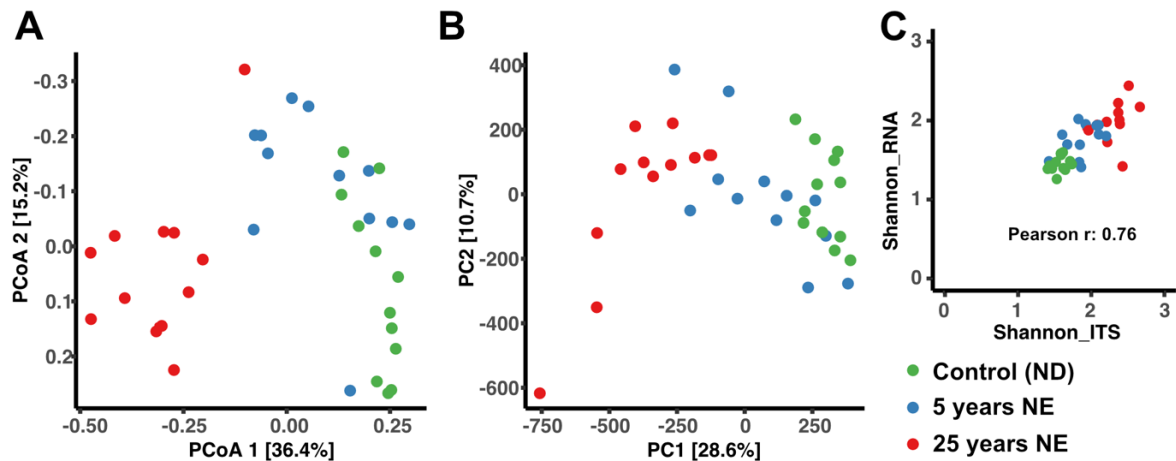 A
-0.3
-0.2
-0.1
0.0
0.1
0.2
PCoA 2 [15.2%]
-0.50
-0.25
0.00
0.25
PCoA 1 [36.4%]
B
400
200
0
-200
-400
-600
PC2 [10.7%]
-750
-500
-250
0
250
PC1 [28.6%]
C
3
2
1
0
Shannon_RNA
Pearson r: 0.76
0
1
2
3
Shannon_ITS
Control (ND)
5 years NE
25 years NE